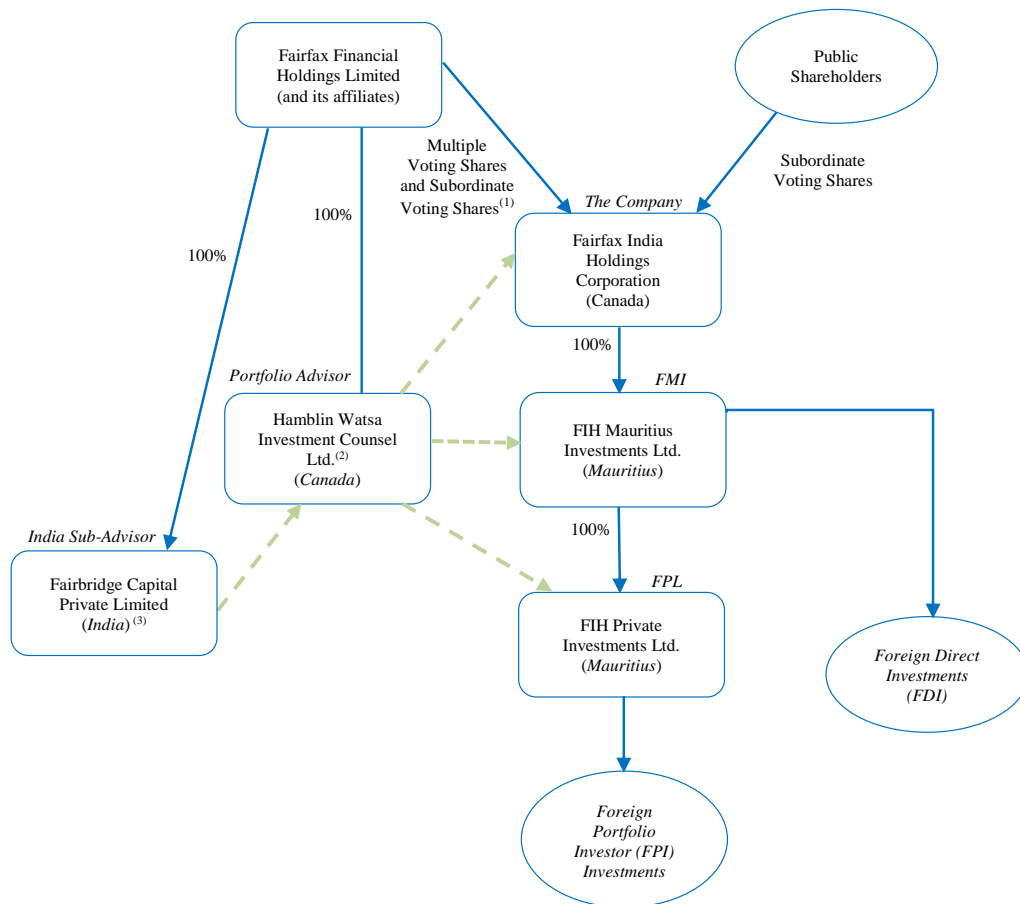 Fairfax Financial
Holdings Limited
(and its affiliates)
Public
Shareholders
Multiple
Voting Shares
and Subordinate
Voting Shares(1)
Subordinate
Voting Shares
The Company
100%
100%
Fairfax India
Holdings
Corporation
(Canada)
100%
Portfolio Advisor
FMI
Hamblin Watsa
Investment Counsel
Ltd.(2)
(Canada)
FIH Mauritius
Investments Ltd.
(Mauritius)
100%
India Sub-Advisor
FPL
Fairbridge Capital
Private Limited
(India) (3)
FIH Private
Investments Ltd.
(Mauritius)
Foreign Direct
Investments
(FDI)
Foreign
Portfolio
Investor (FPI)
Investments